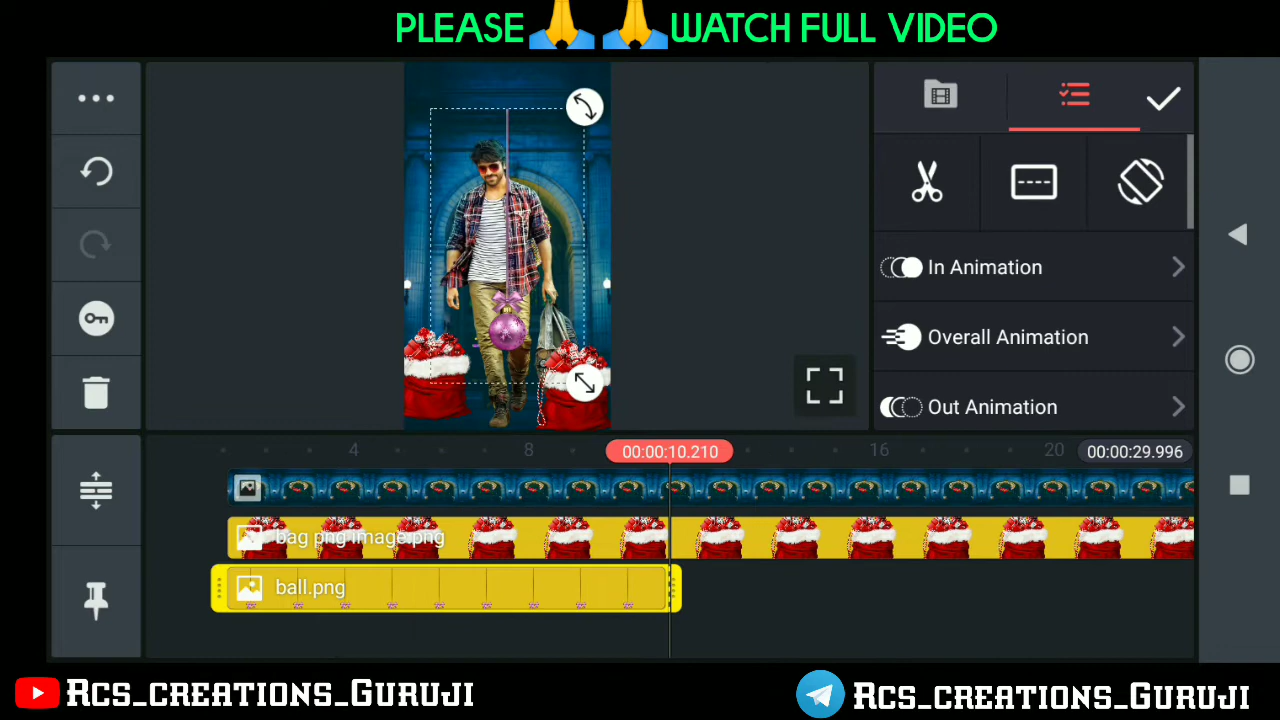 PLEASE🙏 🙏WATCH FULL VIDEO
In Animation
Overall Animation
Out Animation
4 8 00:00:10.210 16 20 00:00:29.996
bag png image.png
ball.png
Rcs_creations_Guruji Rcs_creations_Guruji